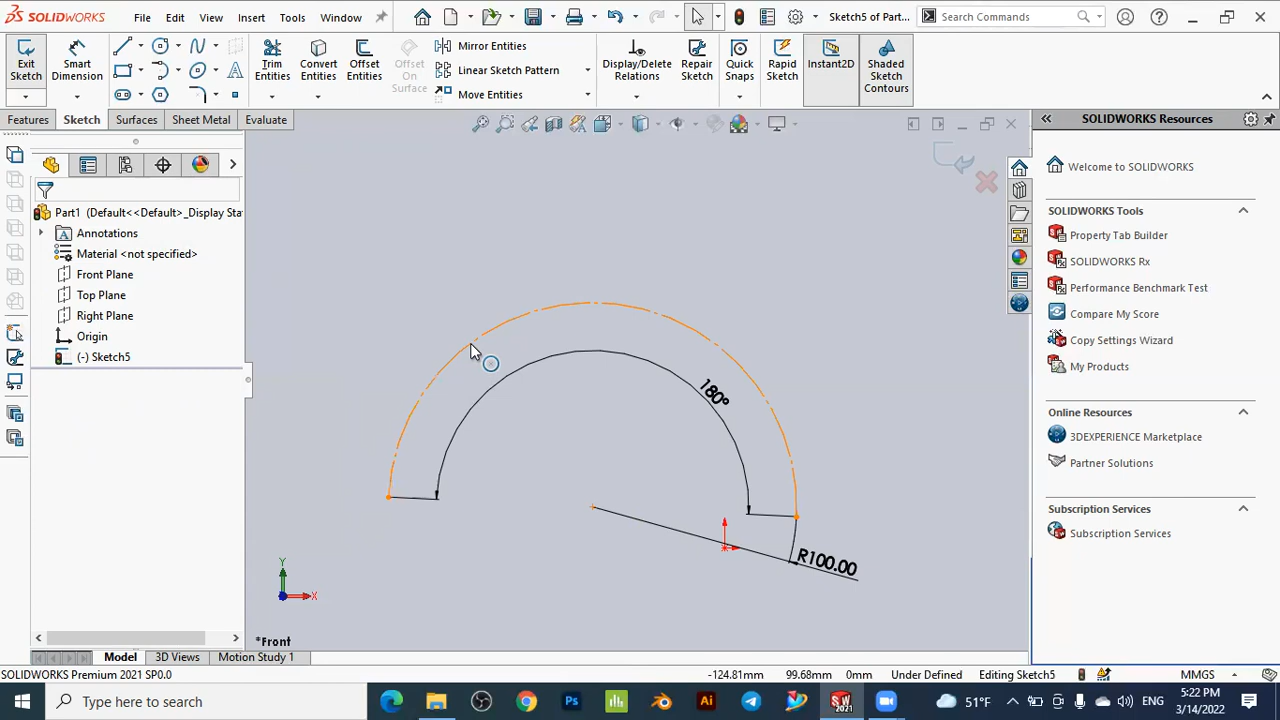 File Edit View Insert Tools Window
Sketch5 of Part...
Search Commands
Exit Sketch
Smart Dimension
Trim Entities
Convert Entities
Offset Entities
Offset On Surface
Mirror Entities
Linear Sketch Pattern
Move Entities
Display/Delete Relations
Repair Sketch
Quick Snaps
Rapid Sketch
Instant2D
Shaded Sketch Contours
Features Sketch Surfaces Sheet Metal Evaluate
SOLIDWORKS Resources
Part1 (Default<<Default>_Display Sta
Annotations
Material <not specified>
Front Plane
Top Plane
Right Plane
Origin
(-) Sketch5
180°
R100.00
Y
X
*Front
Welcome to SOLIDWORKS
SOLIDWORKS Tools
Property Tab Builder
SOLIDWORKS Rx
Performance Benchmark Test
Compare My Score
Copy Settings Wizard
My Products
Online Resources
3DEXPERIENCE Marketplace
Partner Solutions
Subscription Services
Subscription Services
Model 3D Views Motion Study 1
SOLIDWORKS Premium 2021 SP0.0
-124.81mm 99.68mm 0mm Under Defined Editing Sketch5
MMGS
Type here to search
Ps
Ai
SW
2021
51°F
ENG
5:22 PM
3/14/2022